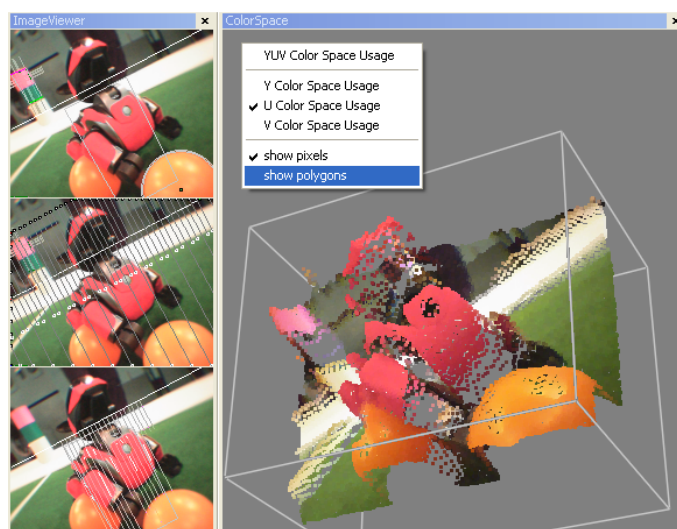 ImageViewer
ColorSpace
YUV Color Space Usage
Y Color Space Usage
U Color Space Usage
V Color Space Usage
show pixels
show polygons